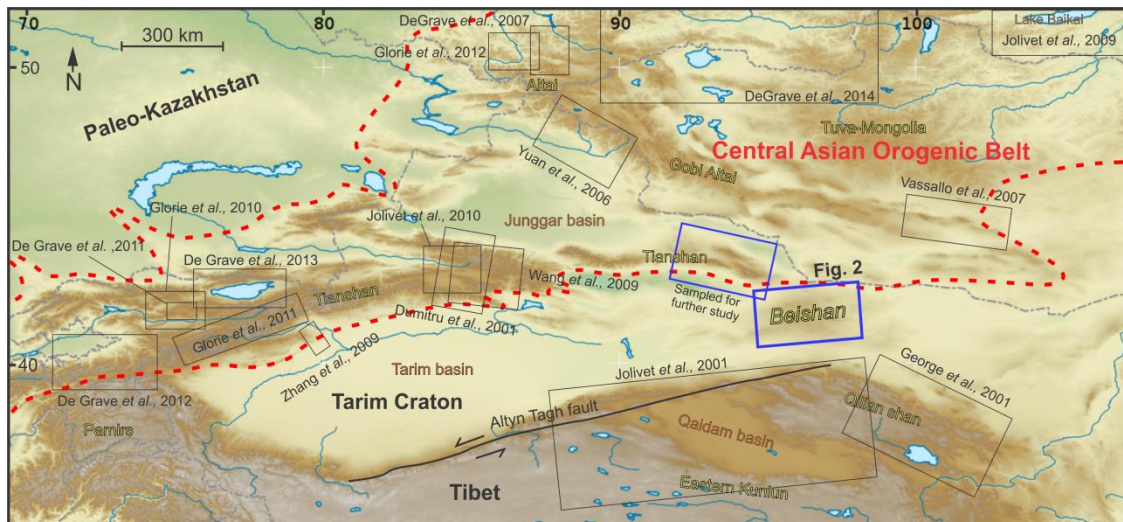 70
80
90
100
300 km
N
50
40
DeGrave et al., 2007
Glorie et al., 2012
Altai
Lake Baikal
Jolivet et al., 2009
DeGrave et al., 2014
Paleo-Kazakhstan
Tuva-Mongolia
Central Asian Orogenic Belt
Yuan et al., 2006
Gobi Altai
Vassallo et al., 2007
Glorie et al., 2010
Jolivet et al., 2010
Junggar basin
De Grave et al. ,2011
De Grave et al., 2013
Tianshan
Wang et al., 2009
Tianshan
Fig. 2
Sampled for
further study
Beishan
Dumitru et al., 2001
Glorie et al., 2011
Zhang et al., 2009
Tarim basin
Jolivet et al., 2001
George et al., 2001
De Grave et al., 2012
Tarim Craton
Altyn Tagh fault
Qilian shan
Pamirs
Qaidam basin
Tibet
Eastern Kunlun